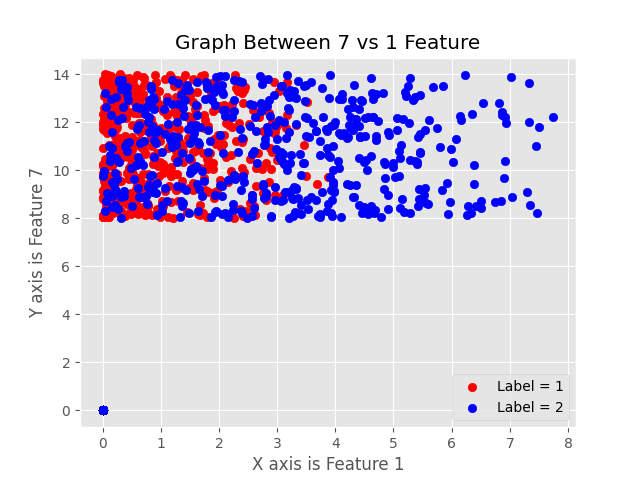 Graph Between 7 vs 1 Feature
14
12
10
8
6
4
2
0
Y axis is Feature 7
0 1 2 3 4 5 6 7 8
X axis is Feature 1
Label = 1
Label = 2